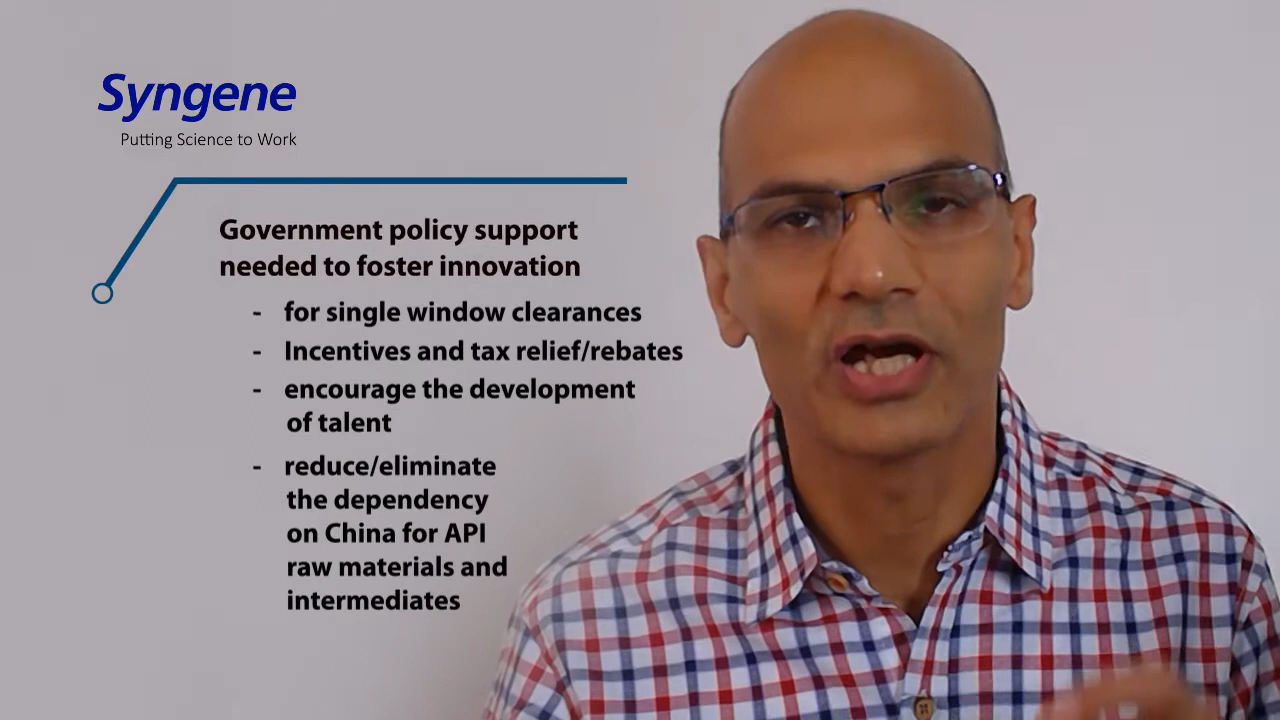 Syngene
Putting Science to Work
Government policy support
needed to foster innovation
- for single window clearances
- Incentives and tax relief/rebates
- encourage the development
of talent
- reduce/eliminate
the dependency
on China for API
raw materials and
intermediates